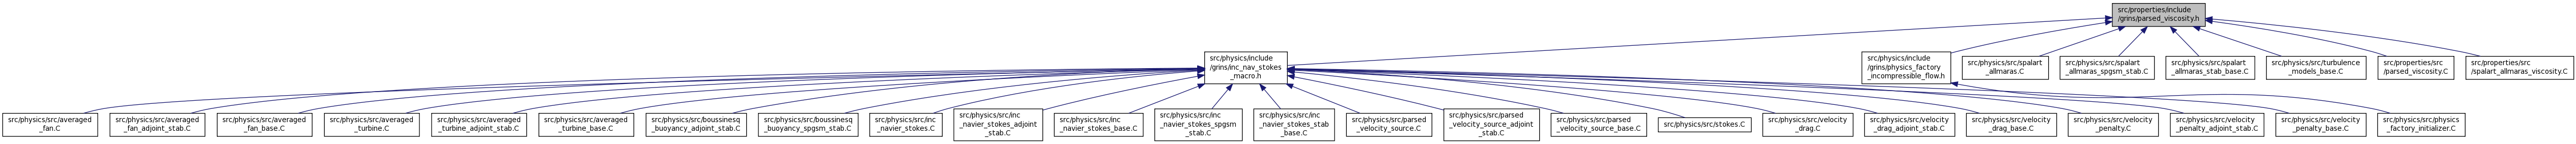 src/properties/include
/grins/parsed_viscosity.h
src/physics/include
/grins/inc_nav_stokes
_macro.h
src/physics/include
/grins/physics_factory
_incompressible_flow.h
src/physics/src/spalart
_allmaras.C
src/physics/src/spalart
_allmaras_spgsm_stab.C
src/physics/src/spalart
_allmaras_stab_base.C
src/physics/src/turbulence
_models_base.C
src/properties/src
/parsed_viscosity.C
src/properties/src
/spalart_allmaras_viscosity.C
src/physics/src/averaged
_fan.C
src/physics/src/averaged
_fan_adjoint_stab.C
src/physics/src/averaged
_fan_base.C
src/physics/src/averaged
_turbine.C
src/physics/src/averaged
_turbine_adjoint_stab.C
src/physics/src/averaged
_turbine_base.C
src/physics/src/boussinesq
_buoyancy_adjoint_stab.C
src/physics/src/boussinesq
_buoyancy_spgsm_stab.C
src/physics/src/inc
_navier_stokes.C
src/physics/src/inc
_navier_stokes_adjoint
_stab.C
src/physics/src/inc
_navier_stokes_base.C
src/physics/src/inc
_navier_stokes_spgsm
_stab.C
src/physics/src/inc
_navier_stokes_stab
_base.C
src/physics/src/parsed
_velocity_source.C
src/physics/src/parsed
_velocity_source_adjoint
_stab.C
src/physics/src/parsed
_velocity_source_base.C
src/physics/src/stokes.C
src/physics/src/velocity
_drag.C
src/physics/src/velocity
_drag_adjoint_stab.C
src/physics/src/velocity
_drag_base.C
src/physics/src/velocity
_penalty.C
src/physics/src/velocity
_penalty_adjoint_stab.C
src/physics/src/velocity
_penalty_base.C
src/physics/src/physics
_factory_initializer.C